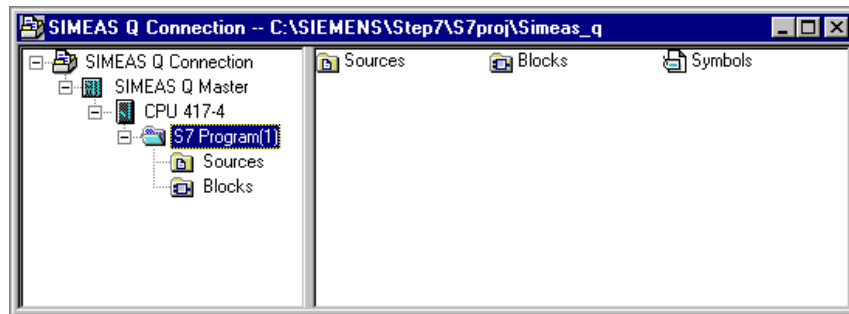 SIMEAS Q Connection -- C:\SIEMENS\Step7\S7proj\Simeas_q
SIMEAS Q Connection
SIMEAS Q Master
CPU 417-4
S7 Program(1)
Sources
Blocks
Sources Blocks Symbols